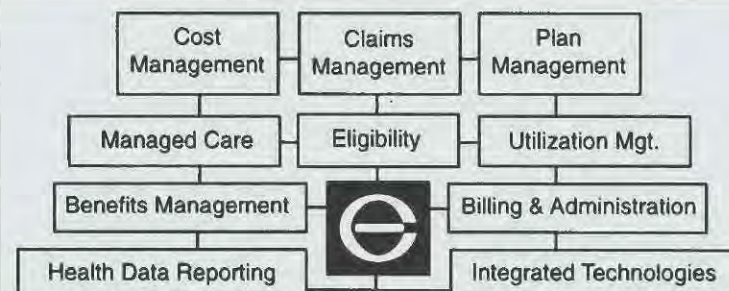 Cost
Management
Claims
Management
Plan
Management
Managed Care
Eligibility
Utilization Mgt.
Benefits Management
Billing & Administration
Health Data Reporting
Integrated Technologies